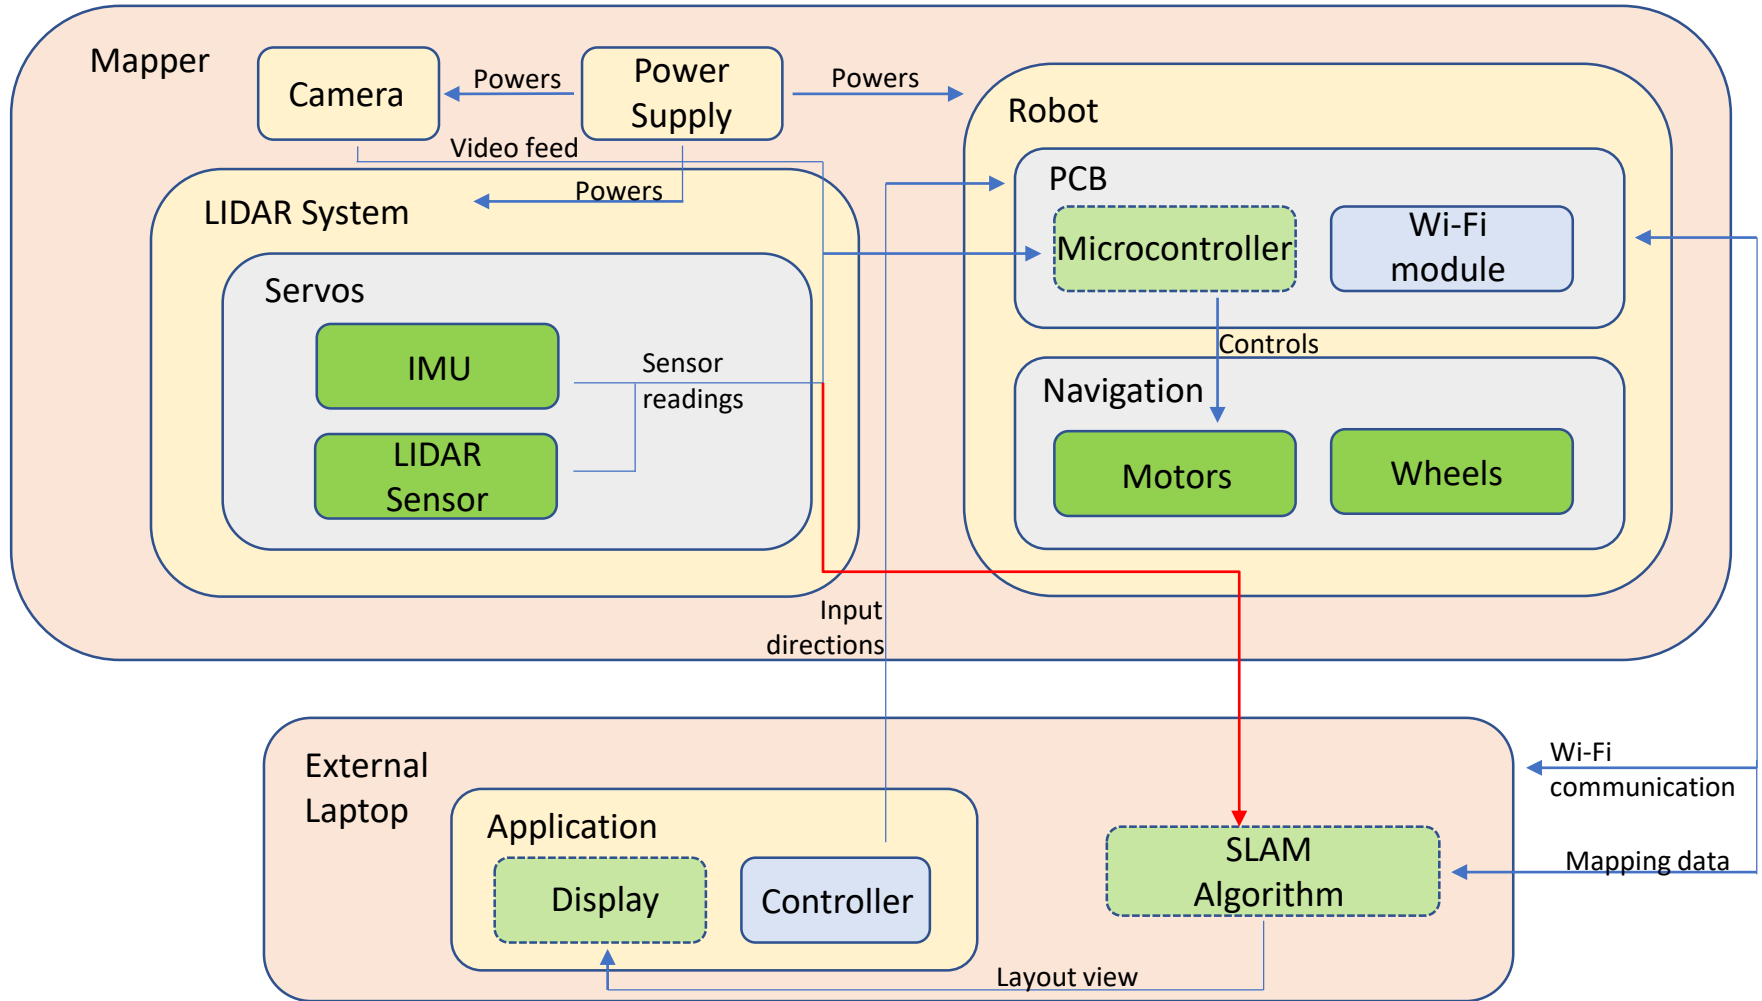 Mapper
Camera
Powers
Power
Supply
Powers
Video feed
Robot
PCB
Microcontroller
Wi-Fi
module
Controls
Navigation
Motors
Wheels
Powers
LIDAR System
Servos
IMU
LIDAR
Sensor
Sensor
readings
Input
directions
External
Laptop
Application
Display
Controller
SLAM
Algorithm
Layout view
Wi-Fi
communication
Mapping data